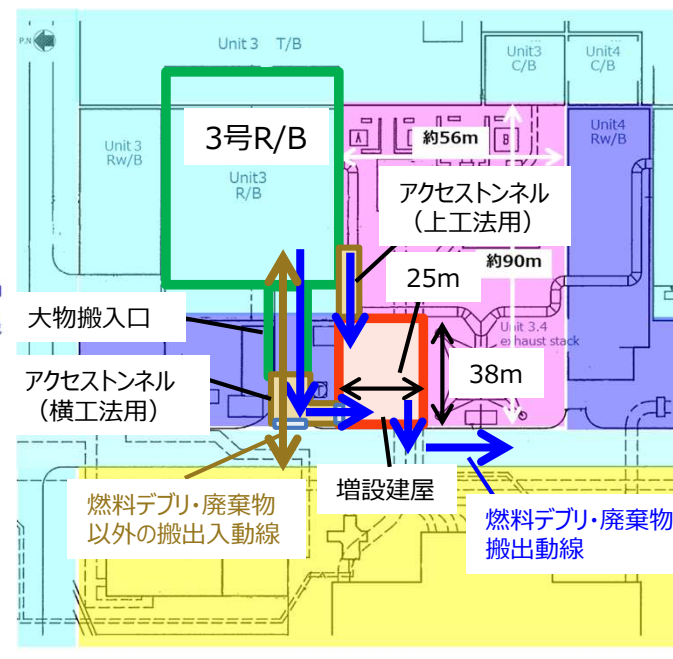 P.N
Unit 3 T/B
Unit3
C/B
Unit4
C/B
3号R/B
Unit 3
Rw/B
Unit3
R/B
A
B
約56m
Unit4
Rw/B
アクセストンネル
（上工法用）
約90m
25m
大物搬入口
Unit 3.4
exhaust stack
38m
アクセストンネル
（横工法用）
増設建屋
燃料デブリ・廃棄物
以外の搬出入動線
燃料デブリ・廃棄物
搬出動線